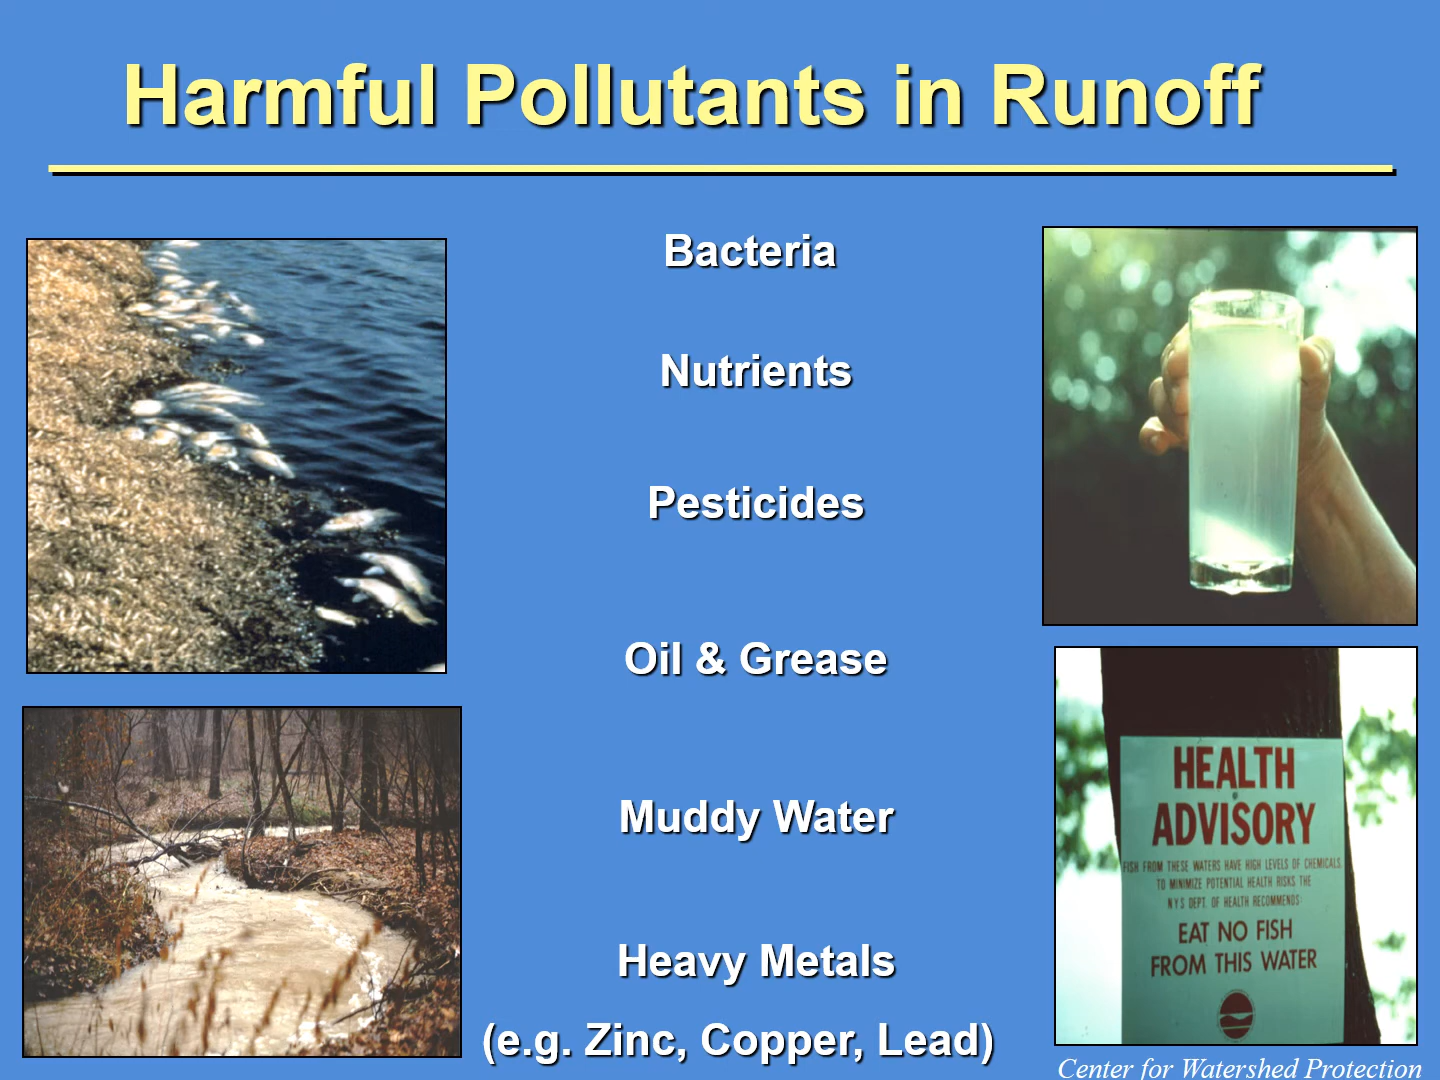 Harmful Pollutants in Runoff
Bacteria
Nutrients
Pesticides
Oil & Grease
Muddy Water
Heavy Metals
(e.g. Zinc, Copper, Lead)
HEALTH
ADVISORY
FISH FROM THESE WATERS HAVE HIGH LEVELS OF CHEMICALS.
TO MINIMIZE POTENTIAL HEALTH RISKS THE
NYS DEPT. OF HEALTH RECOMMENDS:
EAT NO FISH
FROM THIS WATER
Center for Watershed Protection